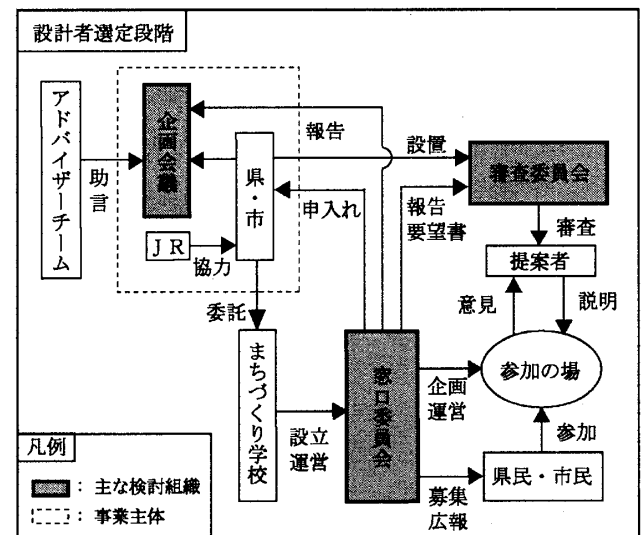 設計者選定段階
アドバイザーチーム
助言
企画会議
県・市
JR
協力
報告
設置
審査委員会
申入れ
報告
要望書
審査
提案者
意見
説明
委託
まちづくり学校
設立
運営
窓口委員会
企画
運営
参加の場
参加
募集
広報
県民・市民
凡例
：主な検討組織
：事業主体